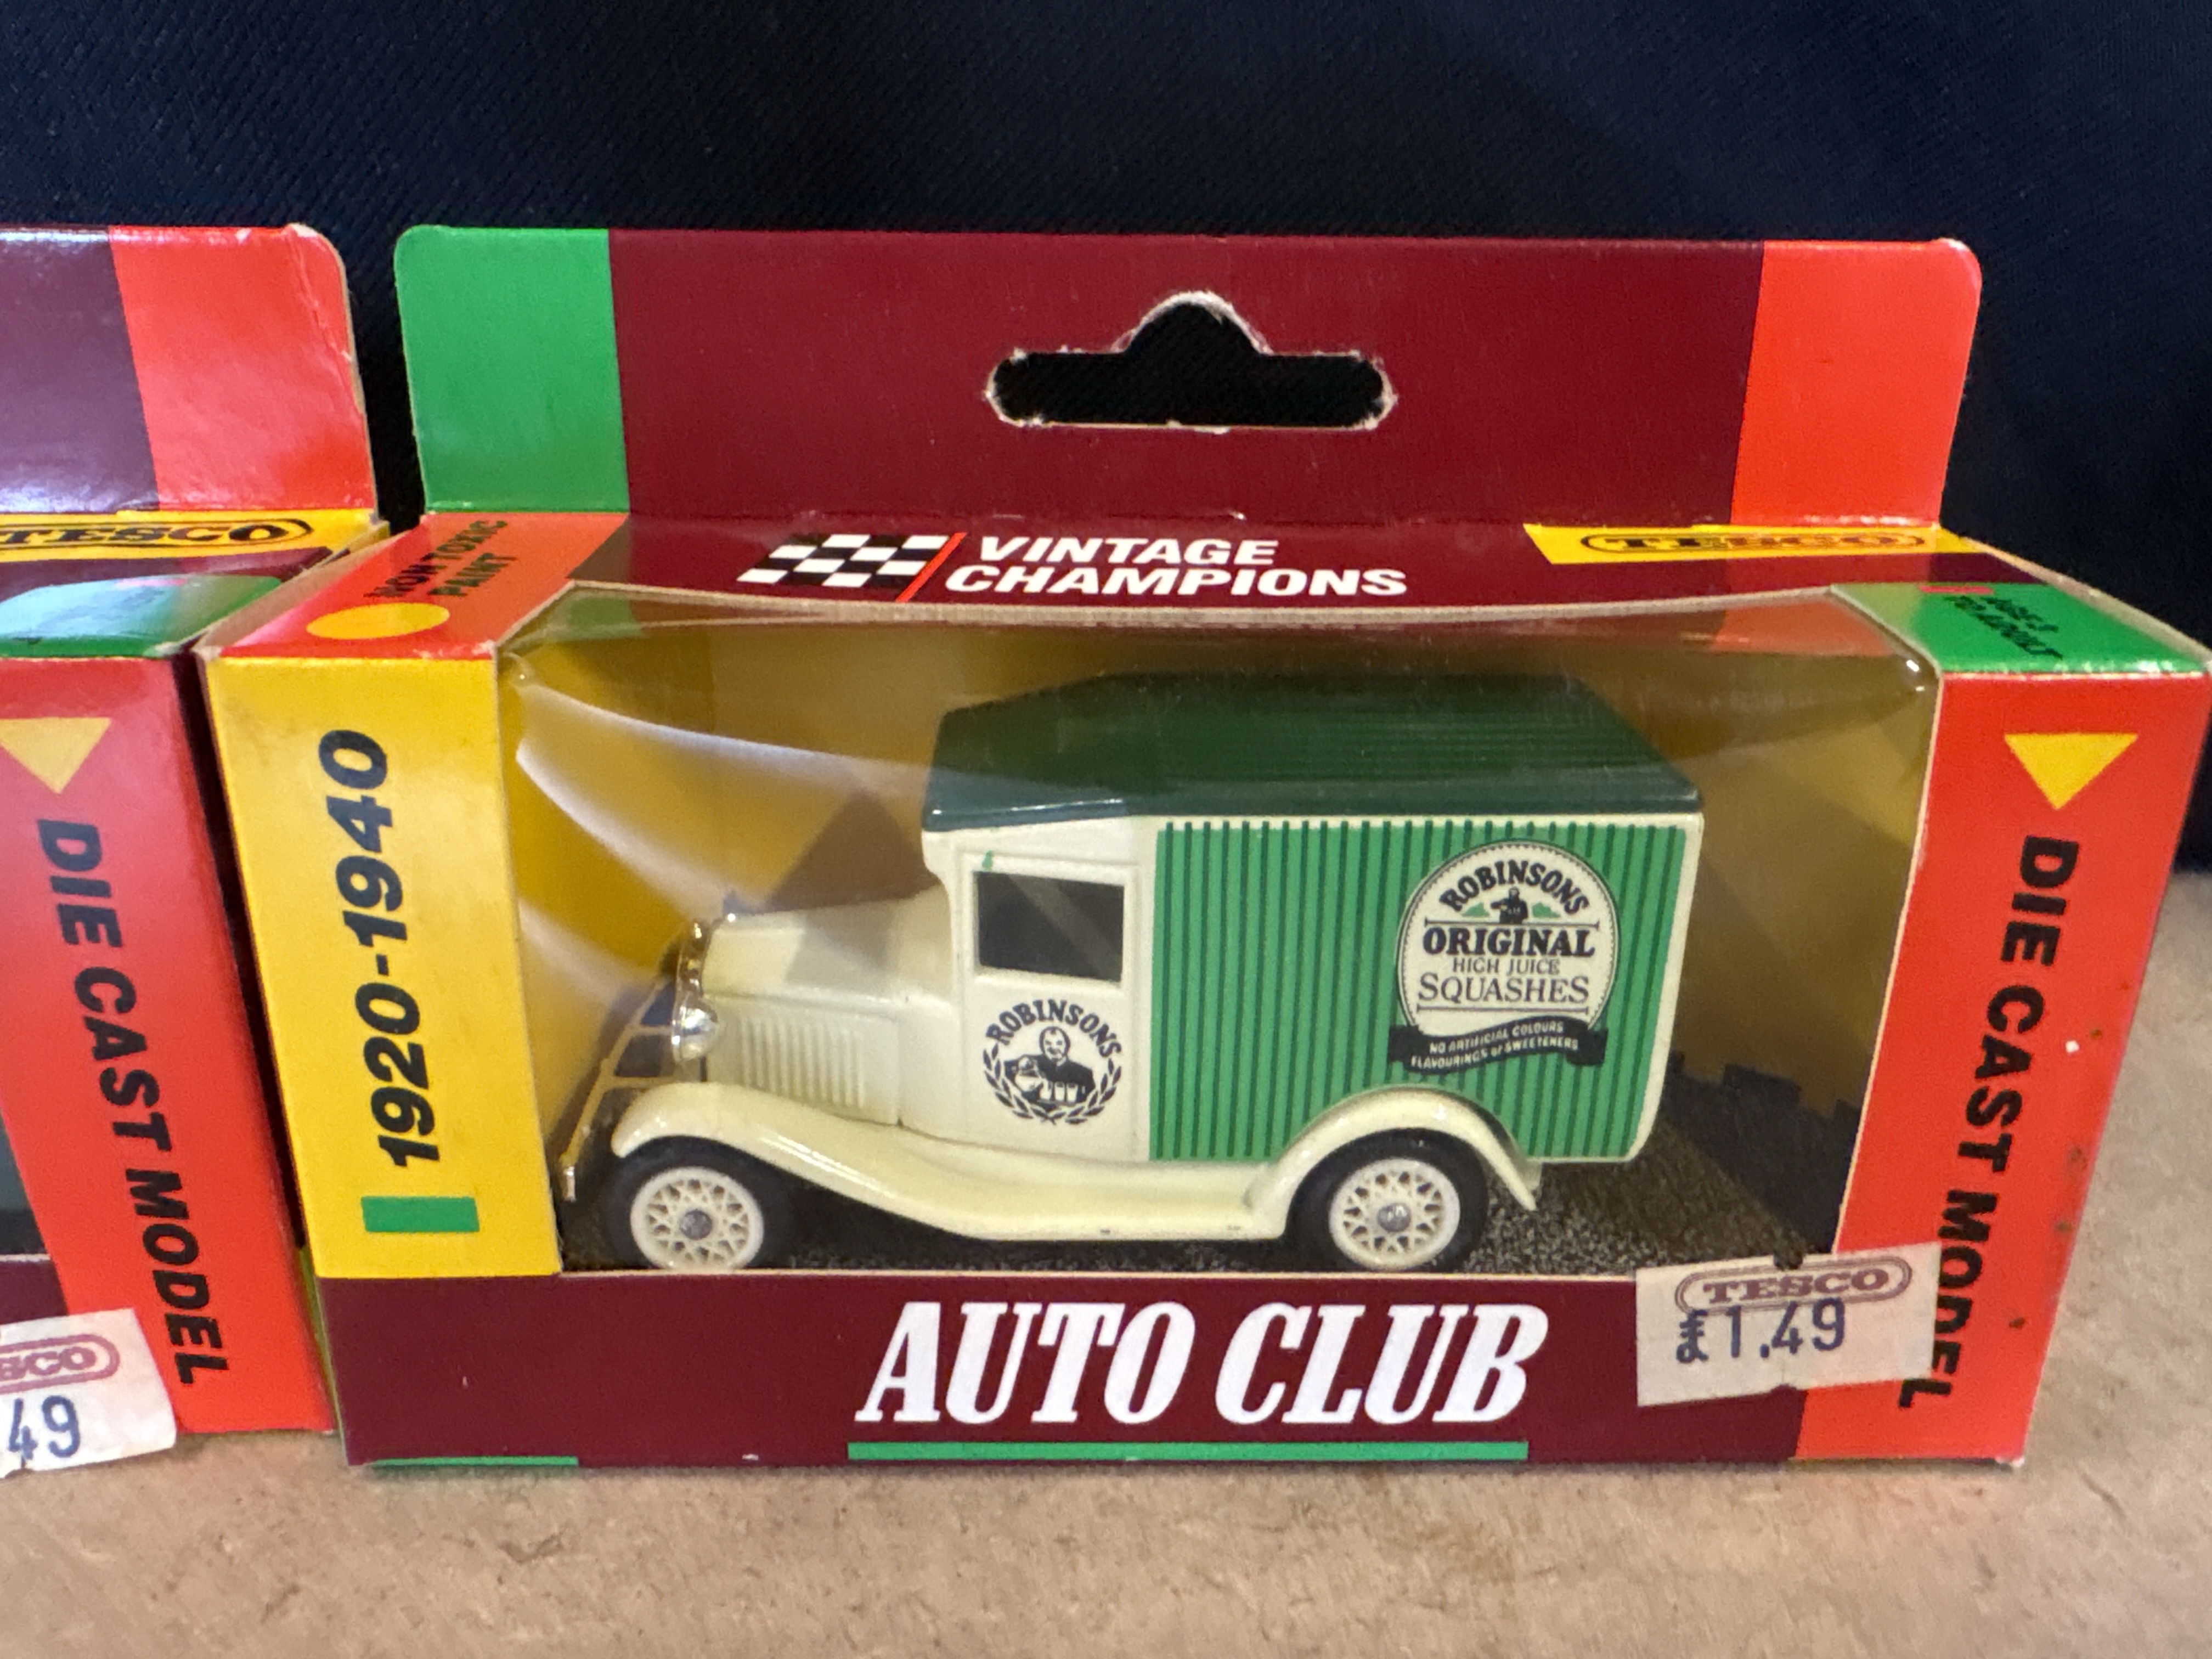 TESCO
DIE CAST MODEL
SCO
49
NON TOXIC
PAINT
VINTAGE
CHAMPIONS
TESCO
1920-1940
ROBINSONS
ROBINSONS
ORIGINAL
HIGH JUICE
SQUASHES
NO ARTIFICIAL COLOURS
FLAVOURINGS or SWEETENERS
DIE CAST MODEL
AUTO CLUB
TESCO
£1.49